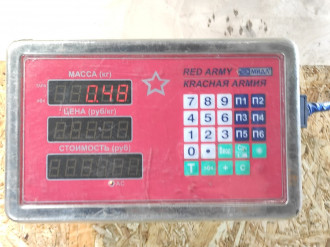 МАССА (кг)
0.48
ЦЕНА (руб/кг)
СТОИМОСТЬ (руб)
AC
RED ARMY
КРАСНАЯ АРМИЯ
7 8 9 П1 П2
4 5 6 П3 П4
1 2 3 П5 П6
0
T
C